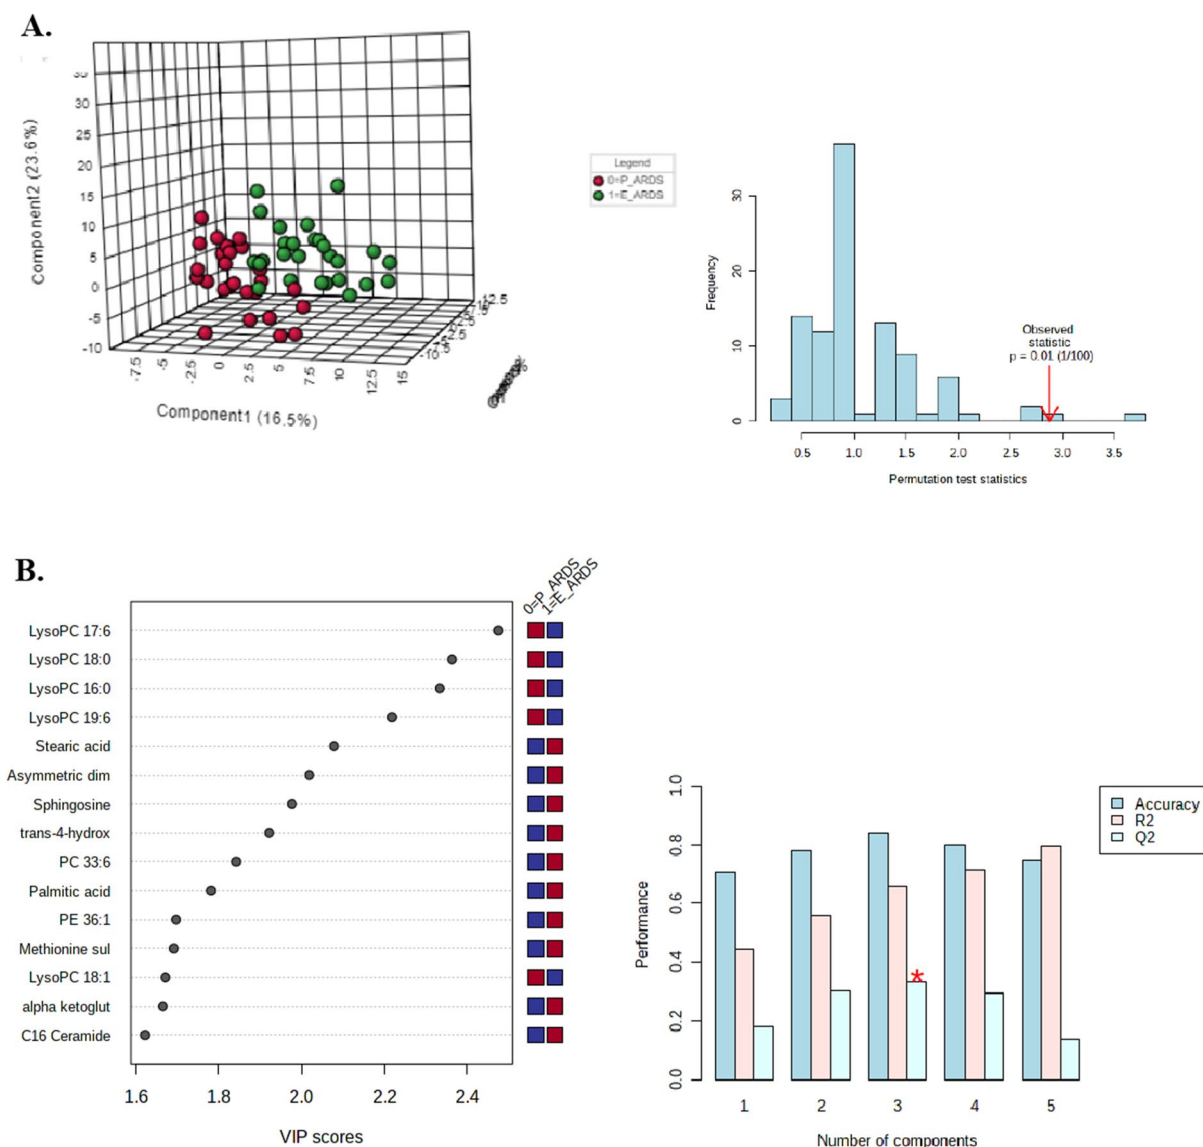 A.
30
25
20
15
10
5
0
-5
-10
Component2 (23.6%)
-7.5
-5
0
2.5
5
7.5
10
12.5
15
Component1 (16.5%)
12.5
2.5
-2.5
-7.5
-10
Legend
0=P_ARDS
1=E_ARDS
Frequency
30
20
10
0
Observed
statistic
p = 0.01 (1/100)
0.5 1.0 1.5 2.0 2.5 3.0 3.5
Permutation test statistics
B.
0=P_ARDS
1=E_ARDS
LysoPC 17:6
LysoPC 18:0
LysoPC 16:0
LysoPC 19:6
Stearic acid
Asymmetric dim
Sphingosine
trans-4-hydrox
PC 33:6
Palmitic acid
PE 36:1
Methionine sul
LysoPC 18:1
alpha ketoglut
C16 Ceramide
1.6 1.8 2.0 2.2 2.4
VIP scores
Performance
1.0
0.8
0.6
0.4
0.2
0.0
*
Accuracy
R2
Q2
1 2 3 4 5
Number of components